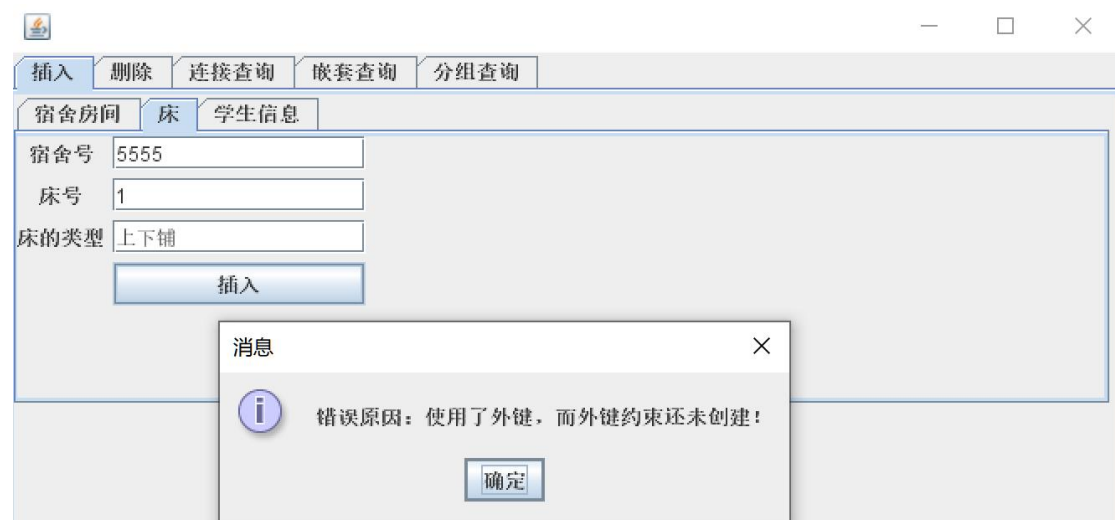 插入 删除 连接查询 嵌套查询 分组查询
宿舍房间 床 学生信息
宿舍号 5555
床号 1
床的类型 上下铺
插入
消息
错误原因：使用了外键，而外键约束还未创建！
确定